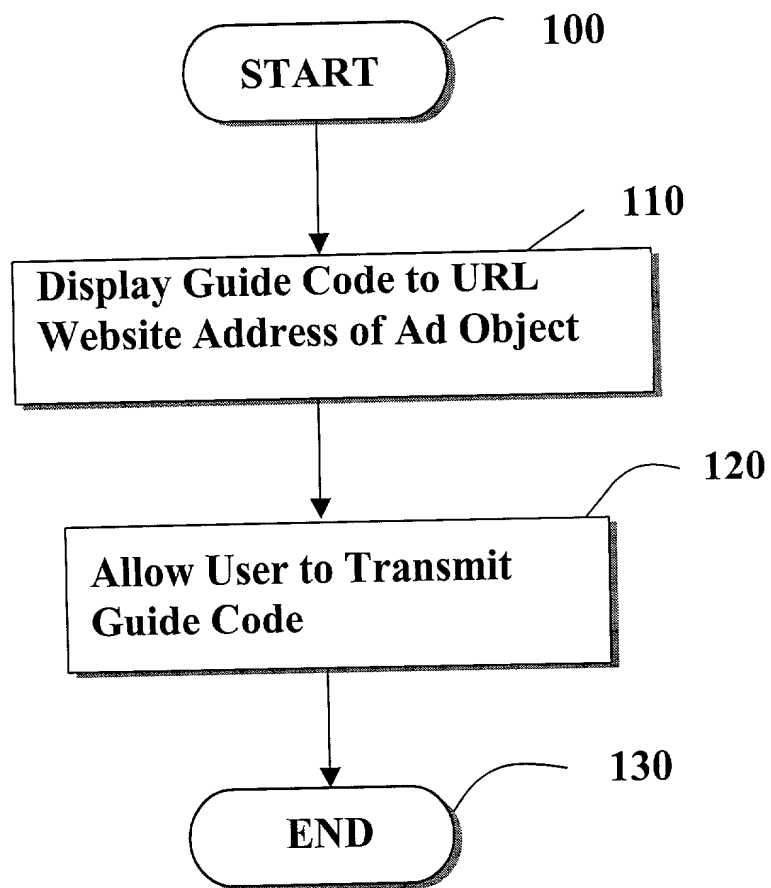 100
START
110
Display Guide Code to URL
Website Address of Ad Object
120
Allow User to Transmit
Guide Code
130
END